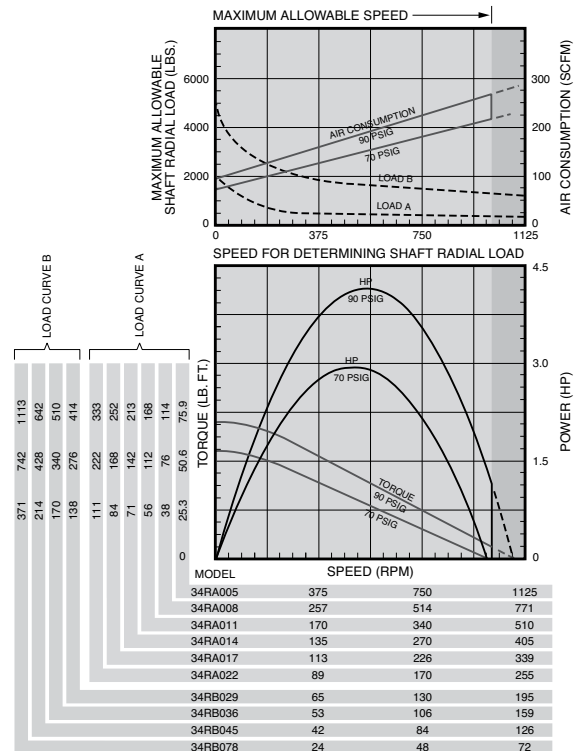 MAXIMUM ALLOWABLE SPEED
MAXIMUM ALLOWABLE
SHAFT RADIAL LOAD (LBS.)
6000
4000
2000
0
AIR CONSUMPTION
90 PSIG
70 PSIG
LOAD B
LOAD A
300
200
100
0
AIR CONSUMPTION (SCFM)
0 375 750 1125
SPEED FOR DETERMINING SHAFT RADIAL LOAD
LOAD CURVE B
LOAD CURVE A
1113 642 510 414 333 252 213 168 114 75.9
742 428 340 276 222 168 142 112 76 50.6
371 214 170 138 111 84 71 56 38 25.3
0
TORQUE (LB. FT.)
HP
90 PSIG
HP
70 PSIG
TORQUE
90 PSIG
70 PSIG
4.5
3.0
1.5
0
POWER (HP)
MODEL SPEED (RPM)
34RA005 375 750 1125
34RA008 257 514 771
34RA011 170 340 510
34RA014 135 270 405
34RA017 113 226 339
34RA022 89 170 255
34RB029 65 130 195
34RB036 53 106 159
34RB045 42 84 126
34RB078 24 48 72